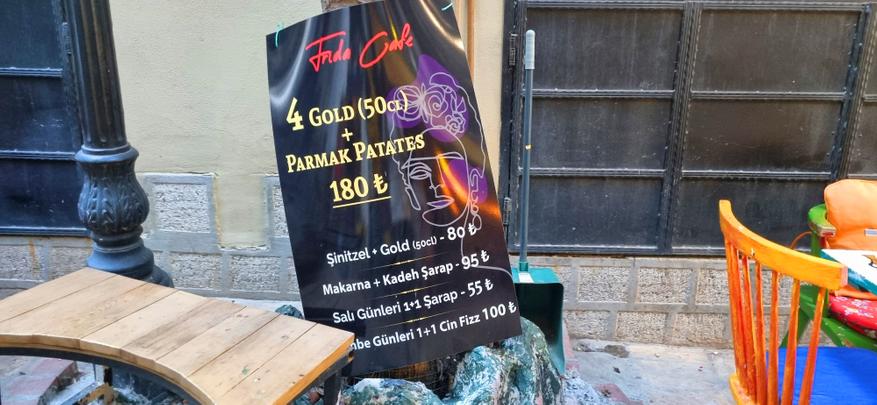 Frida Cafe
4 GOLD (50CL)
+
PARMAK PATATES
180 ₺
Şinitzel + Gold (50cl) - 80 ₺
Makarna + Kadeh Şarap - 95 ₺
Salı Günleri 1+1 Şarap - 55 ₺
Günleri 1+1 Cin Fizz 100 ₺